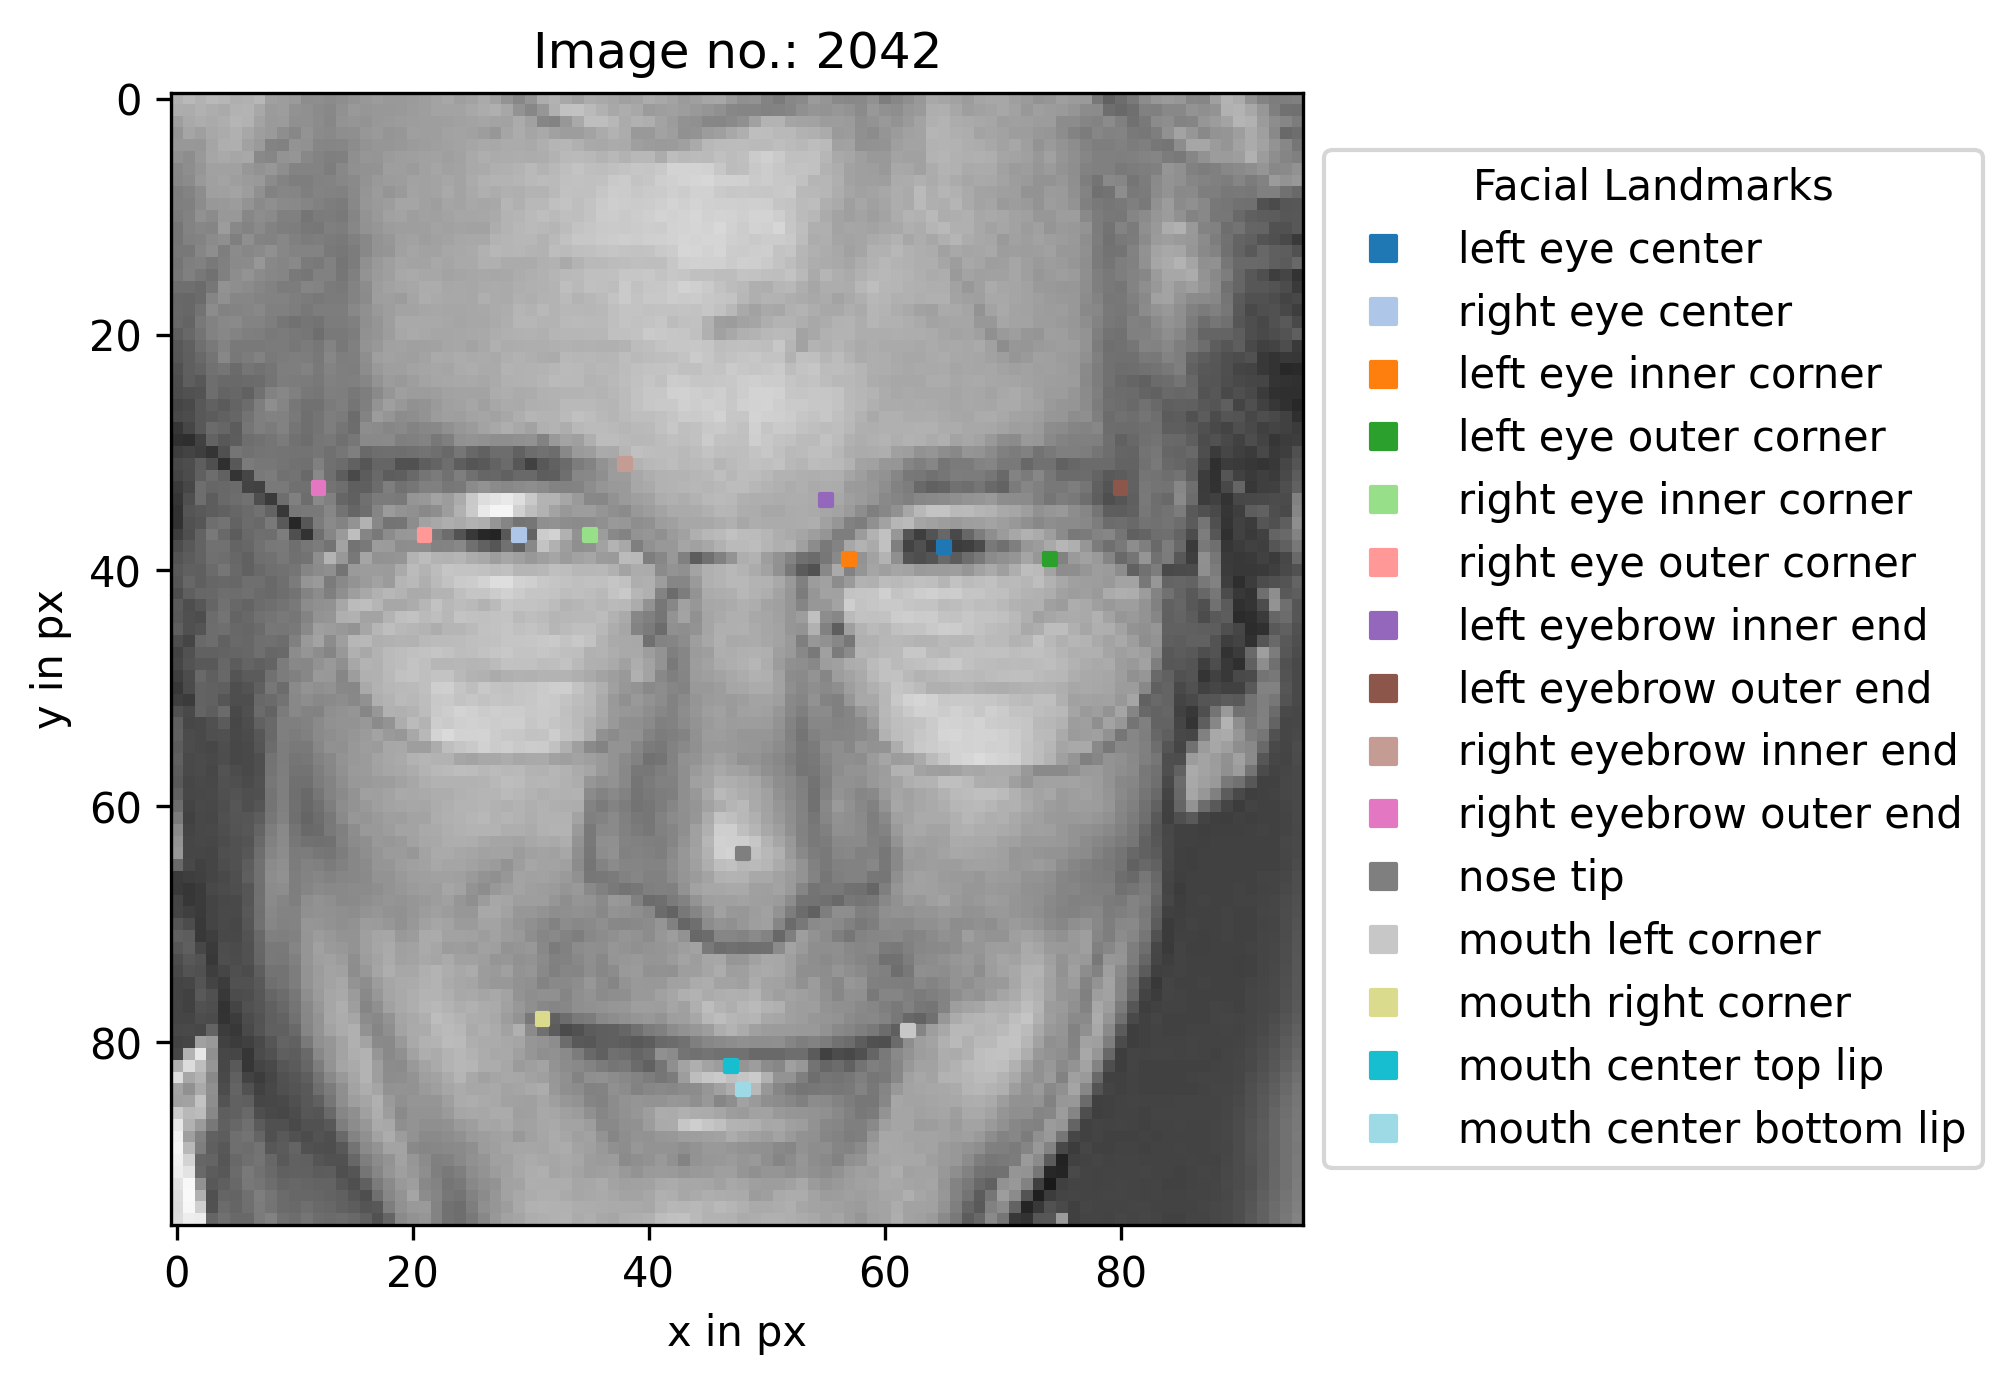 Image no.: 2042
0
20
40
60
80
y in px
0 20 40 60 80
x in px
Facial Landmarks
left eye center
right eye center
left eye inner corner
left eye outer corner
right eye inner corner
right eye outer corner
left eyebrow inner end
left eyebrow outer end
right eyebrow inner end
right eyebrow outer end
nose tip
mouth left corner
mouth right corner
mouth center top lip
mouth center bottom lip